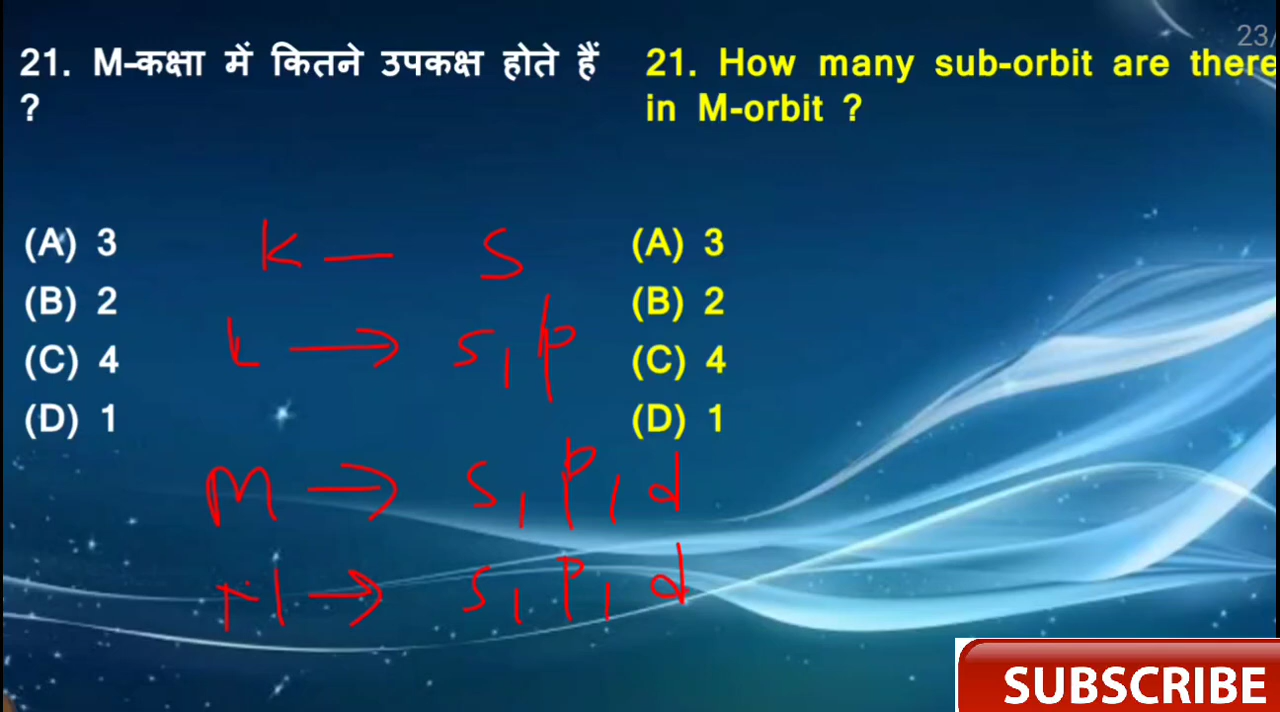 23/
21. M-कक्षा में कितने उपकक्ष होते हैं
?
21. How many sub-orbit are there
in M-orbit ?
(A) 3
(B) 2
(C) 4
(D) 1
(A) 3
(B) 2
(C) 4
(D) 1
K — S
L → s, p
M → s, p, d
→ s, p, d
SUBSCRIBE